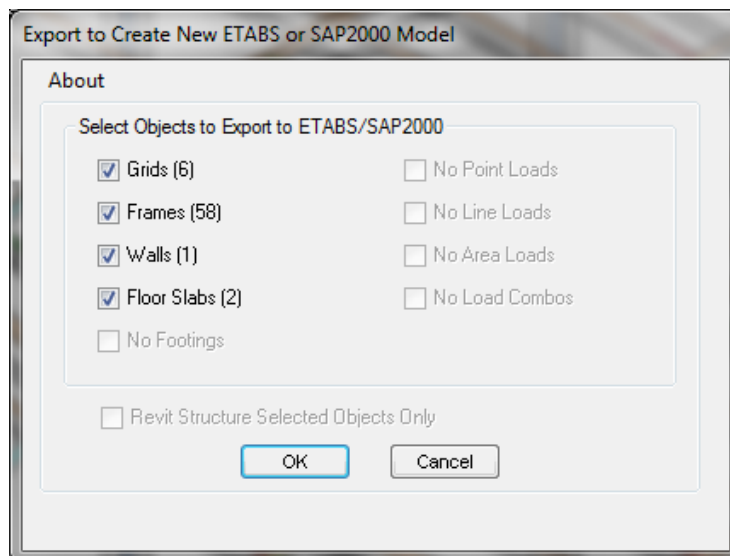 Export to Create New ETABS or SAP2000 Model
About
Select Objects to Export to ETABS/SAP2000
Grids (6)
No Point Loads
Frames (58)
No Line Loads
Walls (1)
No Area Loads
Floor Slabs (2)
No Load Combos
No Footings
Revit Structure Selected Objects Only
OK
Cancel